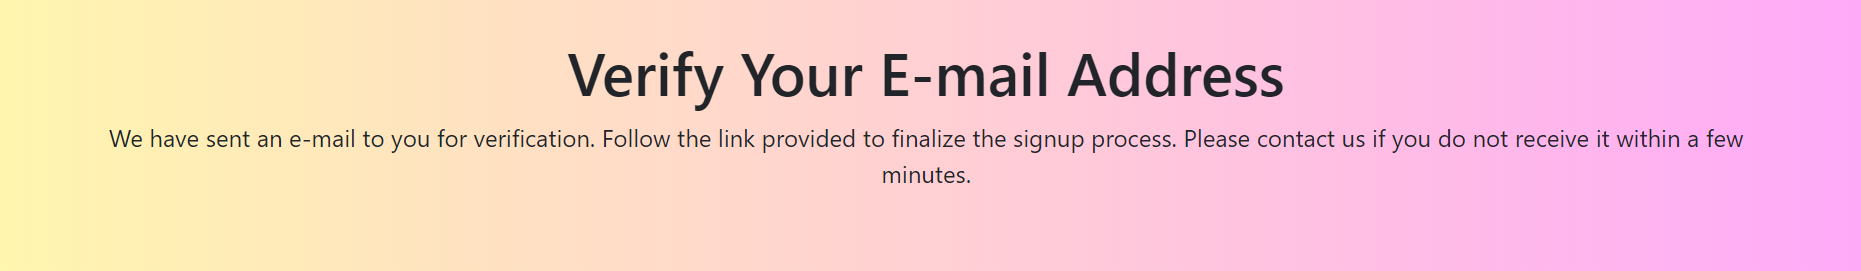 Verify Your E-mail Address
We have sent an e-mail to you for verification. Follow the link provided to finalize the signup process. Please contact us if you do not receive it within a few
minutes.